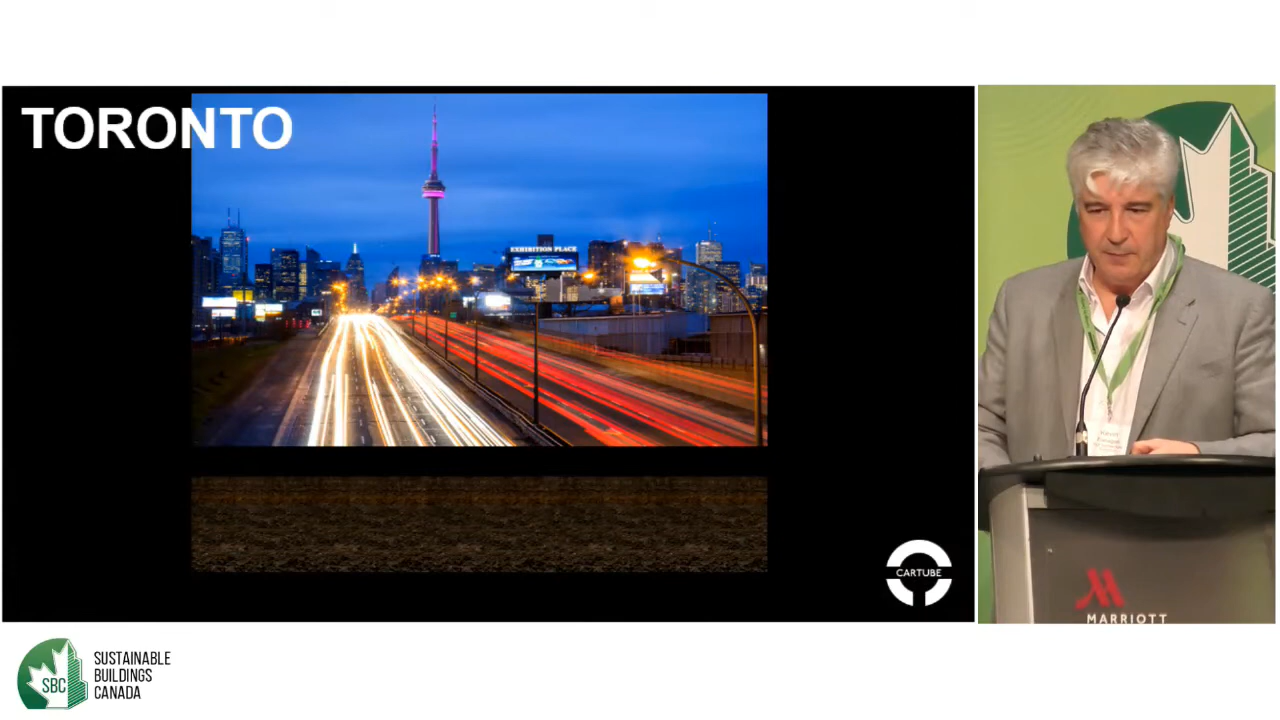 TORONTO
EXHIBITION PLACE
CARTUBE
MARRIOTT
SBC
SUSTAINABLE
BUILDINGS
CANADA